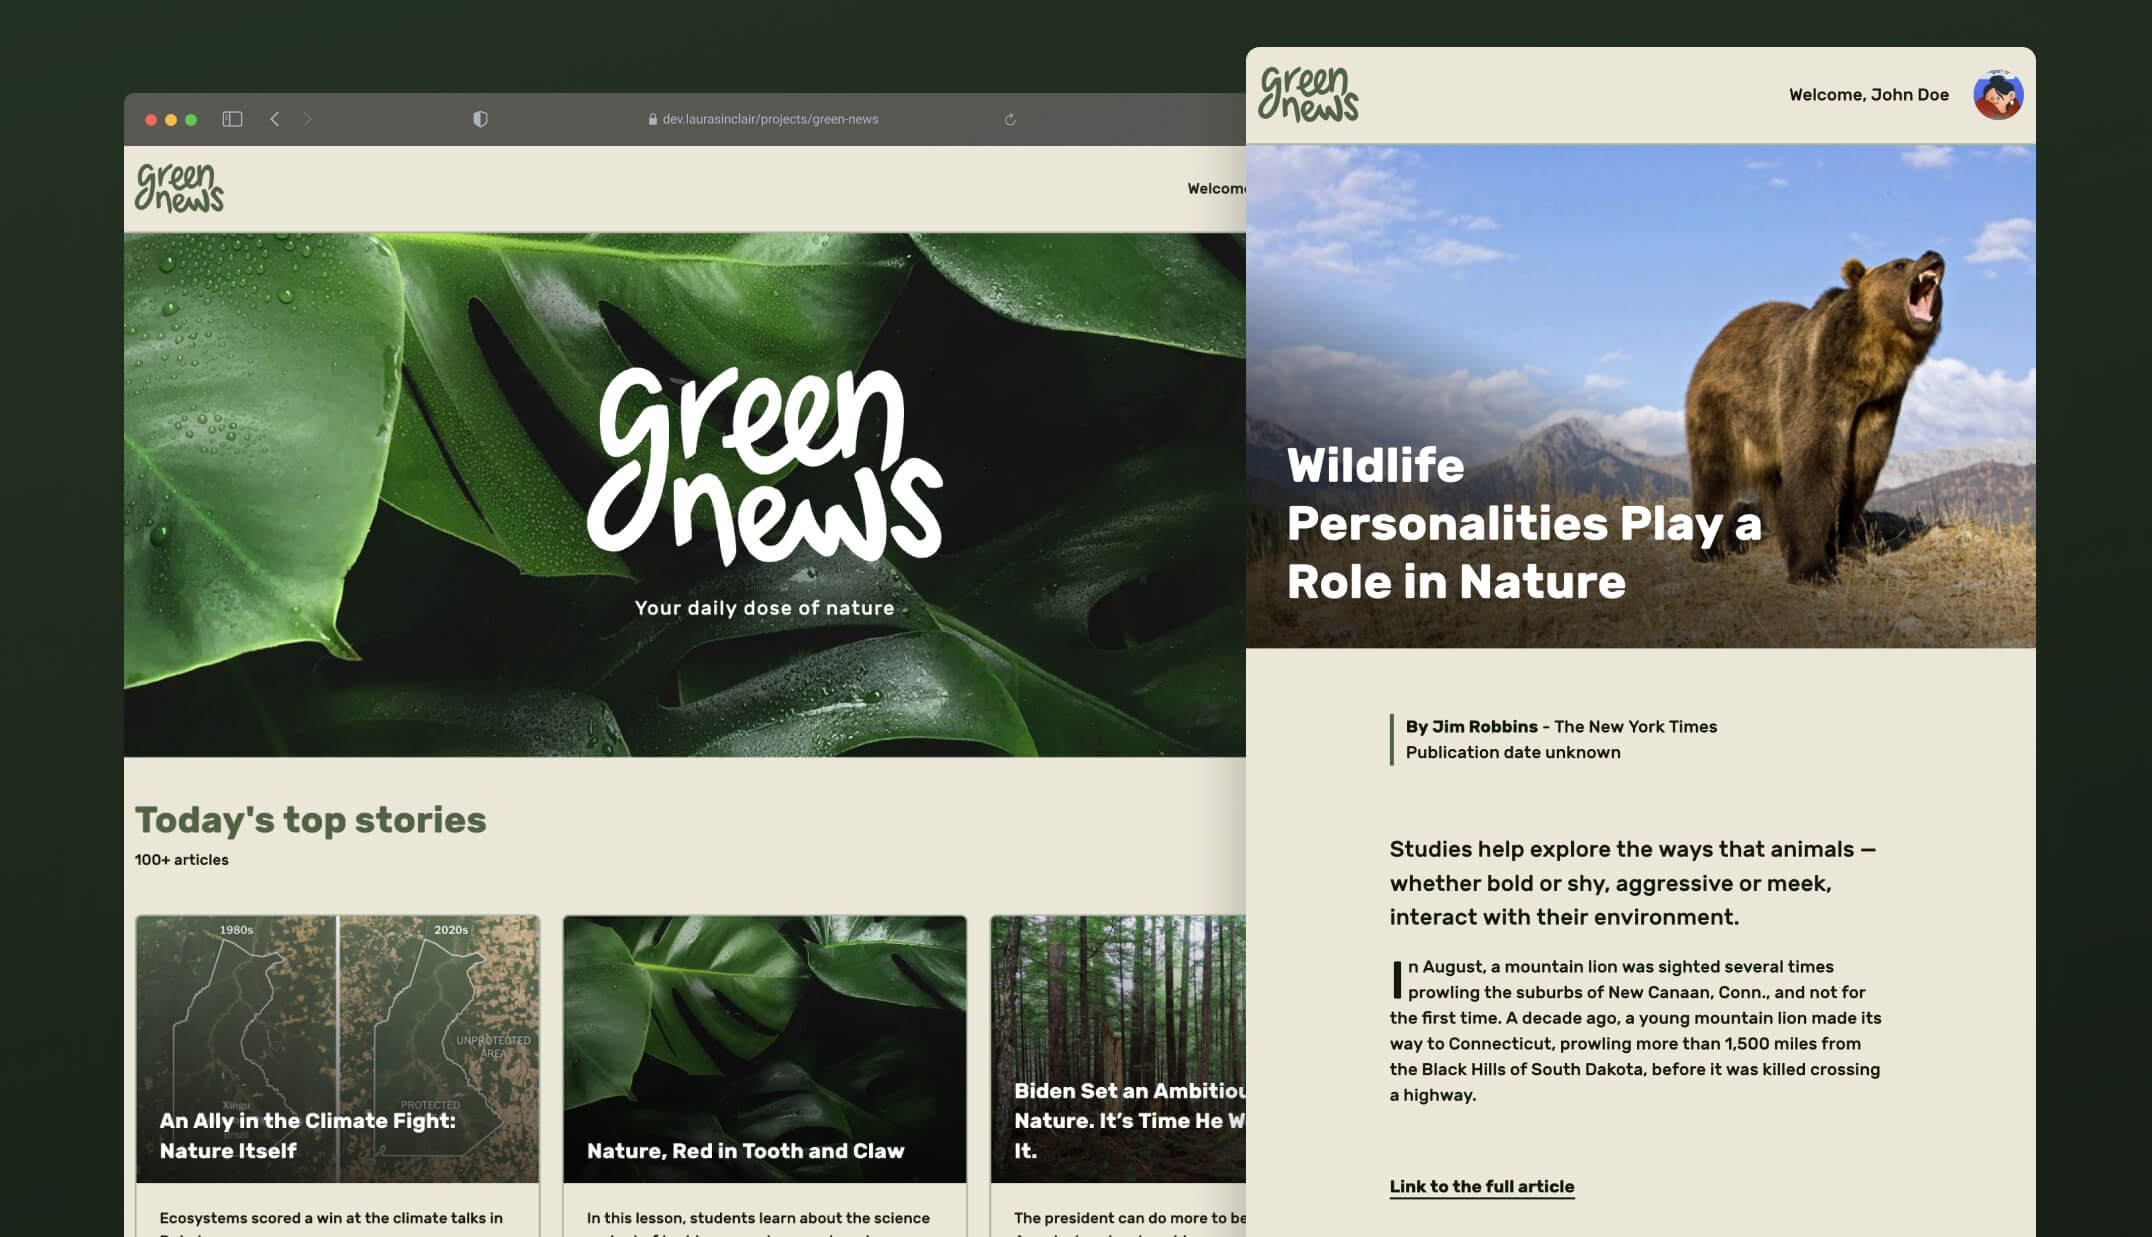 dev.laurasinclair/projects/green-news
green
news
Welcome
green
news
Your daily dose of nature
Today's top stories
100+ articles
1980s
2020s
UNPROTECTED
AREA
Xingu
PROTECTED
Brazil
An Ally in the Climate Fight:
Nature Itself
Ecosystems scored a win at the climate talks in
Nature, Red in Tooth and Claw
In this lesson, students learn about the science
Biden Set an Ambitiou
Nature. It's Time He W
It.
The president can do more to be
green
news
Welcome, John Doe
Wildlife
Personalities Play a
Role in Nature
By Jim Robbins - The New York Times
Publication date unknown
Studies help explore the ways that animals —
whether bold or shy, aggressive or meek,
interact with their environment.
In August, a mountain lion was sighted several times
prowling the suburbs of New Canaan, Conn., and not for
the first time. A decade ago, a young mountain lion made its
way to Connecticut, prowling more than 1,500 miles from
the Black Hills of South Dakota, before it was killed crossing
a highway.
Link to the full article